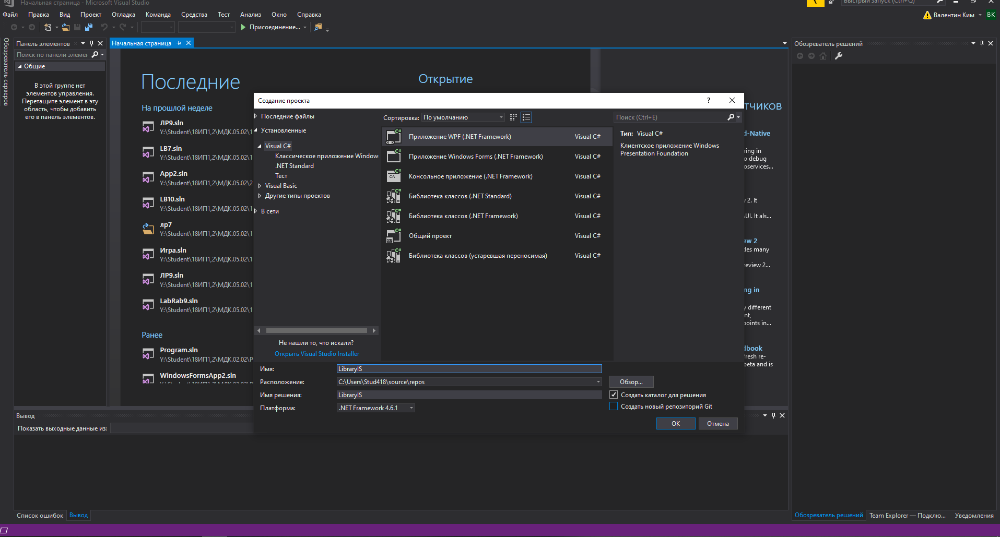 Начальная страница - Microsoft Visual Studio
Быстрый запуск (Ctrl+Q)
Файл Правка Вид Проект Отладка Команда Средства Тест Анализ Окно Справка
Валентин Ким ВК
Присоединение...
Обозреватель серверов
Панель элементов
Поиск по панели элемен
Общие
В этой группе нет
элементов управления.
Перетащите элемент в эту
область, чтобы добавить
его в панель элементов.
Начальная страница
Последние
На прошлой неделе
ЛР9.sln
Y:\Student\18ИП1,2\МДК.05.02\1
LB7.sln
Y:\Student\18ИП1,2\МДК.05.02\1
App2.sln
Y:\Student\18ИП1,2\МДК.05.02\2
LB10.sln
Y:\Student\18ИП1,2\МДК.05.02\1
лр7
Y:\Student\18ИП1,2\МДК.05.02\1
Игра.sln
Y:\Student\18ИП1,2\МДК.05.02\1
ЛР9.sln
Y:\Student\18ИП1,2\МДК.05.02\1
LabRab9.sln
Y:\Student\18ИП1,2\МДК.05.02\1
Ранее
Program.sln
Y:\Student\18ИП1,2\МДК.02.02\P
WindowsFormsApp2.sln
Открытие
Создание проекта
?
Последние файлы
Установленные
Visual C#
Классическое приложение Window
.NET Standard
Тест
Visual Basic
Другие типы проектов
В сети
Не нашли то, что искали?
Открыть Visual Studio Installer
Сортировка: По умолчанию
Приложение WPF (.NET Framework) Visual C#
Приложение Windows Forms (.NET Framework) Visual C#
Консольное приложение (.NET Framework) Visual C#
Библиотека классов (.NET Standard) Visual C#
Библиотека классов (.NET Framework) Visual C#
Общий проект Visual C#
Библиотека классов (устаревшая переносимая) Visual C#
Поиск (Ctrl+E)
Тип: Visual C#
Клиентское приложение Windows
Presentation Foundation
Имя: LibraryIS
Расположение: C:\Users\Stud418\source\repos
Обзор...
Имя решения: LibraryIS
Создать каталог для решения
Платформа: .NET Framework 4.6.1
Создать новый репозиторий Git
OK Отмена
тчиков
d-Native
ring in
o debug
oservices...
2. It
UI. It als...
ew 2
des many
review 2...
ng in
y different
nt,
points in...
dbook
fresh re-
beta and is
Обозреватель решений
Вывод
Показать выходные данные из:
Список ошибок Вывод
Обозреватель решений Team Explorer — Подклю... Уведомления